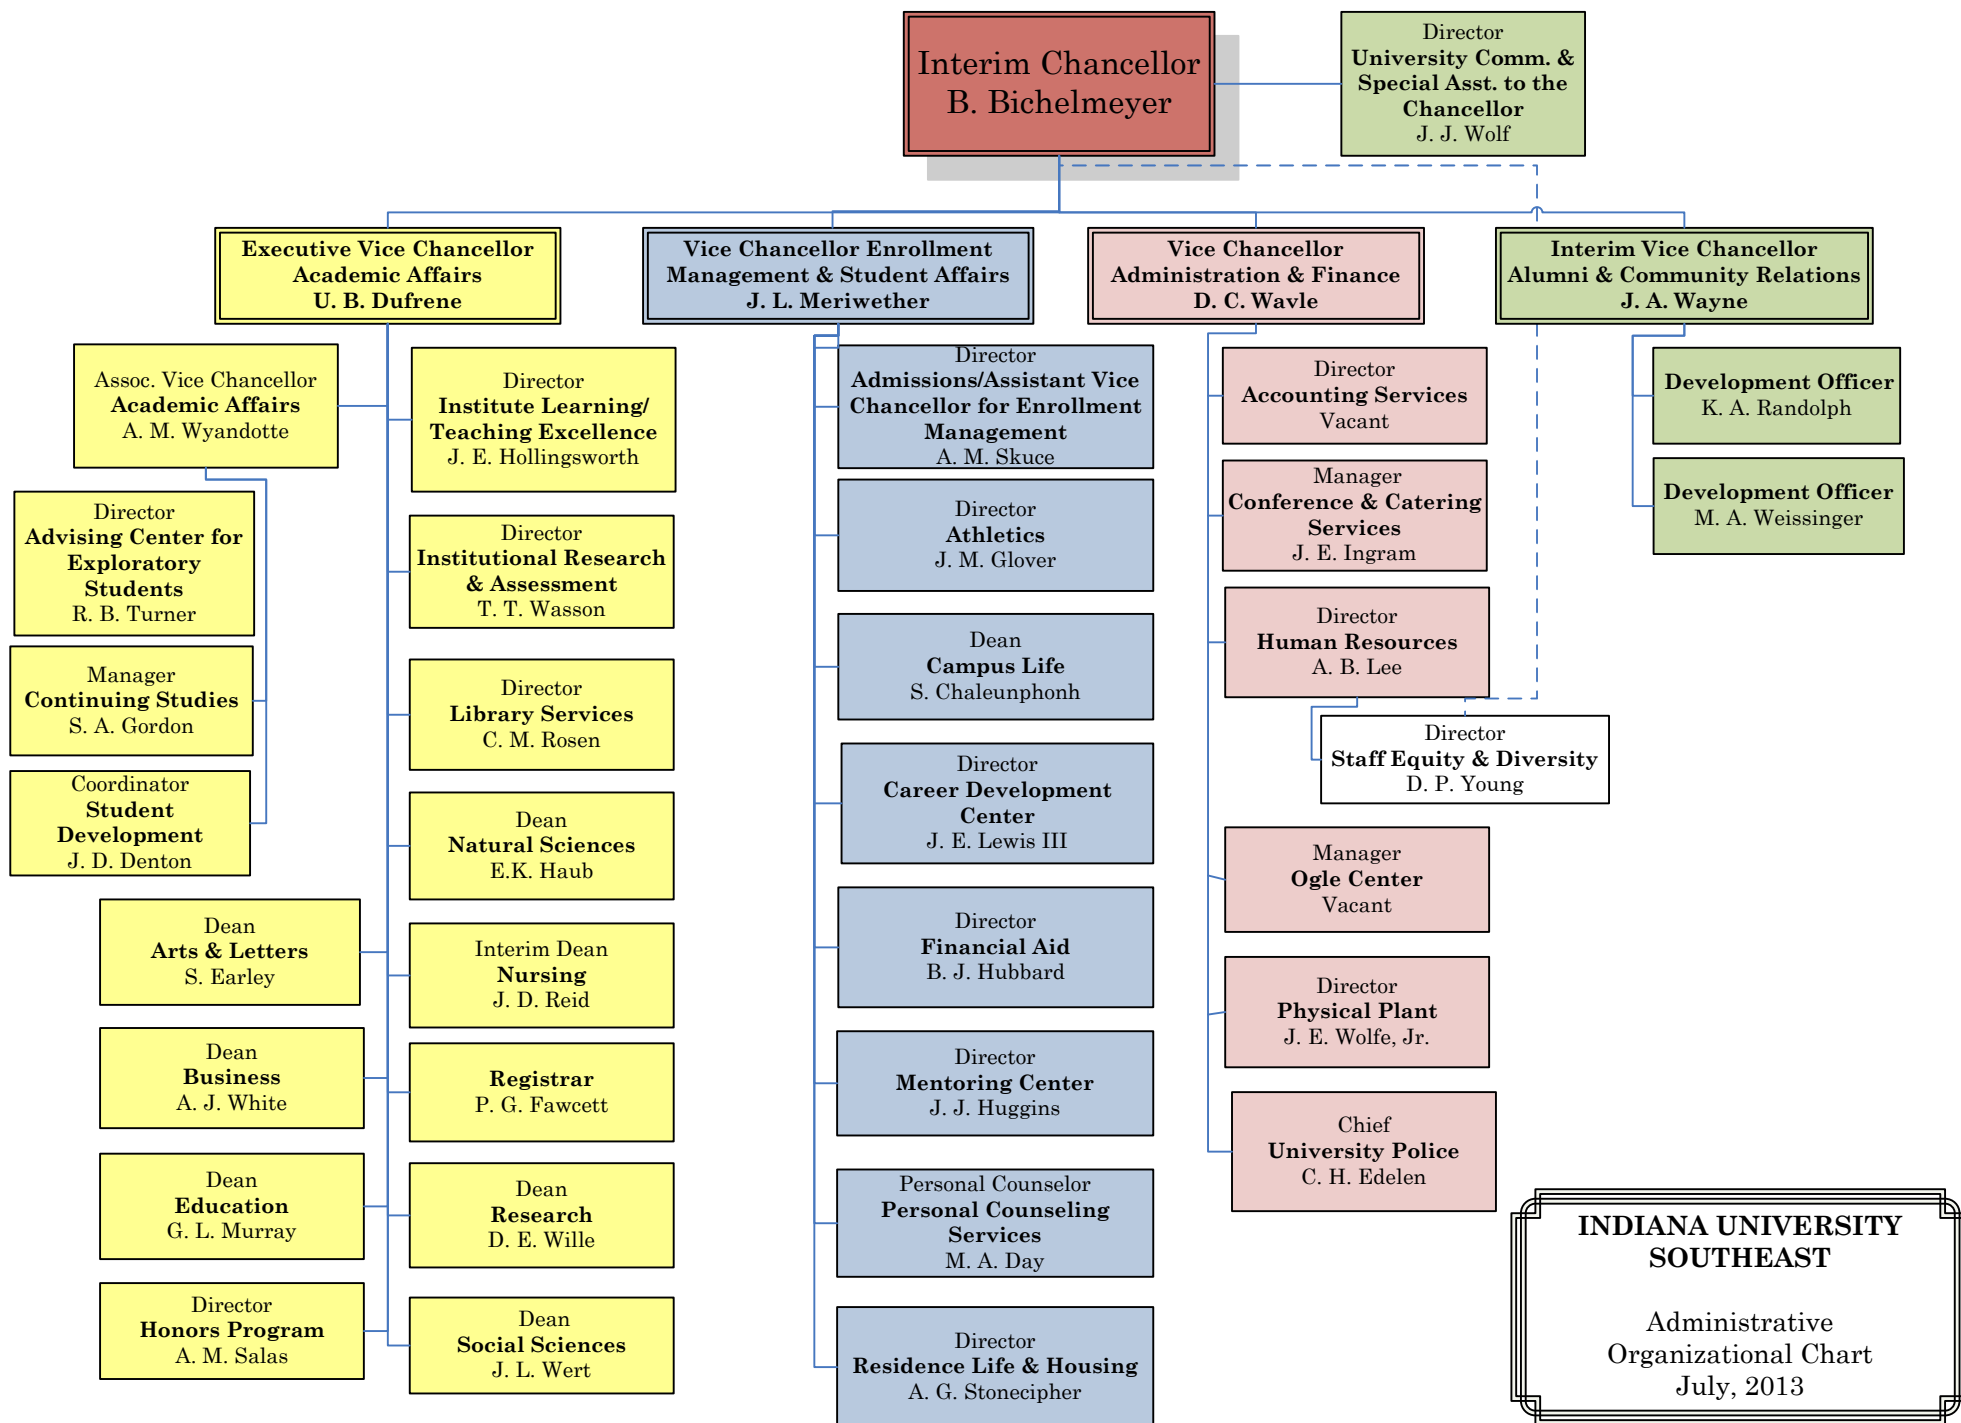 Interim Chancellor
B. Bichelmeyer
Director
University Comm. &
Special Asst. to the
Chancellor
J. J. Wolf
Executive Vice Chancellor
Academic Affairs
U. B. Dufrene
Vice Chancellor Enrollment
Management & Student Affairs
J. L. Meriwether
Vice Chancellor
Administration & Finance
D. C. Wavle
Interim Vice Chancellor
Alumni & Community Relations
J. A. Wayne
Assoc. Vice Chancellor
Academic Affairs
A. M. Wyandotte
Director
Advising Center for
Exploratory
Students
R. B. Turner
Manager
Continuing Studies
S. A. Gordon
Coordinator
Student
Development
J. D. Denton
Dean
Arts & Letters
S. Earley
Dean
Business
A. J. White
Dean
Education
G. L. Murray
Director
Honors Program
A. M. Salas
Director
Institute Learning/
Teaching Excellence
J. E. Hollingsworth
Director
Institutional Research
& Assessment
T. T. Wasson
Director
Library Services
C. M. Rosen
Dean
Natural Sciences
E.K. Haub
Interim Dean
Nursing
J. D. Reid
Registrar
P. G. Fawcett
Dean
Research
D. E. Wille
Dean
Social Sciences
J. L. Wert
Director
Admissions/Assistant Vice
Chancellor for Enrollment
Management
A. M. Skuce
Director
Athletics
J. M. Glover
Dean
Campus Life
S. Chaleunphonh
Director
Career Development
Center
J. E. Lewis III
Director
Financial Aid
B. J. Hubbard
Director
Mentoring Center
J. J. Huggins
Personal Counselor
Personal Counseling
Services
M. A. Day
Director
Residence Life & Housing
A. G. Stonecipher
Director
Accounting Services
Vacant
Manager
Conference & Catering
Services
J. E. Ingram
Director
Human Resources
A. B. Lee
Director
Staff Equity & Diversity
D. P. Young
Manager
Ogle Center
Vacant
Director
Physical Plant
J. E. Wolfe, Jr.
Chief
University Police
C. H. Edelen
Development Officer
K. A. Randolph
Development Officer
M. A. Weissinger
INDIANA UNIVERSITY
SOUTHEAST
Administrative
Organizational Chart
July, 2013